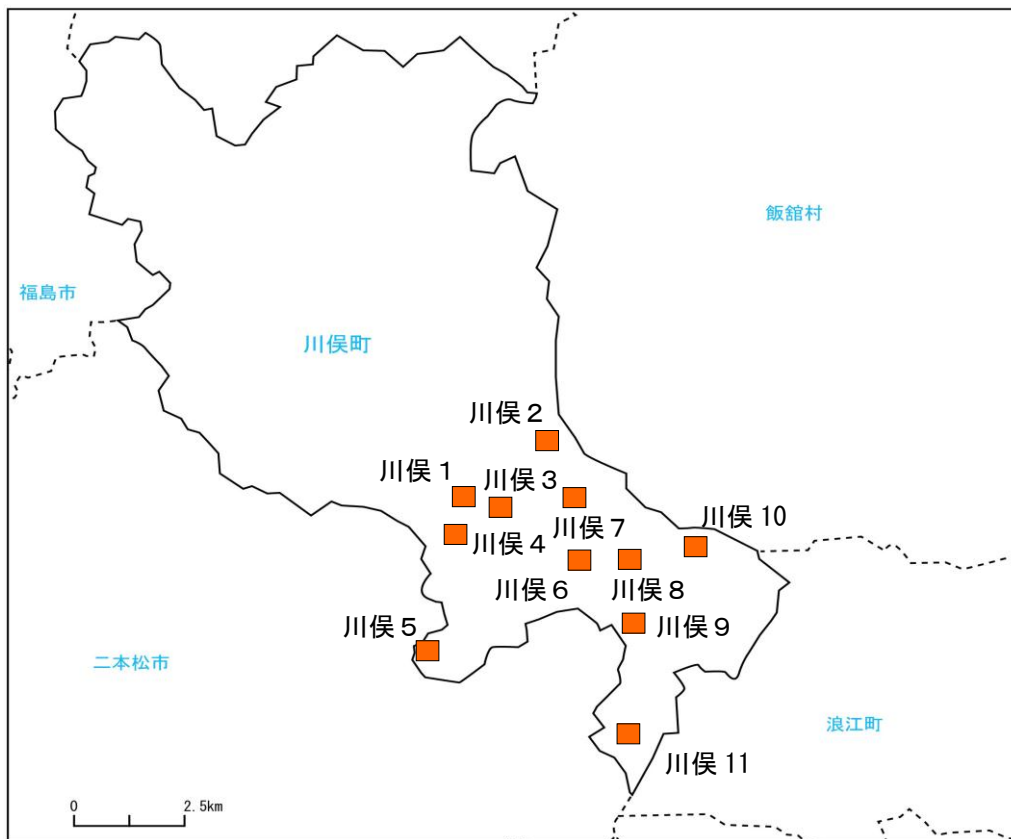 飯舘村
福島市
川俣町
川俣２
川俣１
川俣３
川俣10
川俣４
川俣７
川俣６
川俣８
川俣５
川俣９
二本松市
浪江町
川俣11
0 2.5km